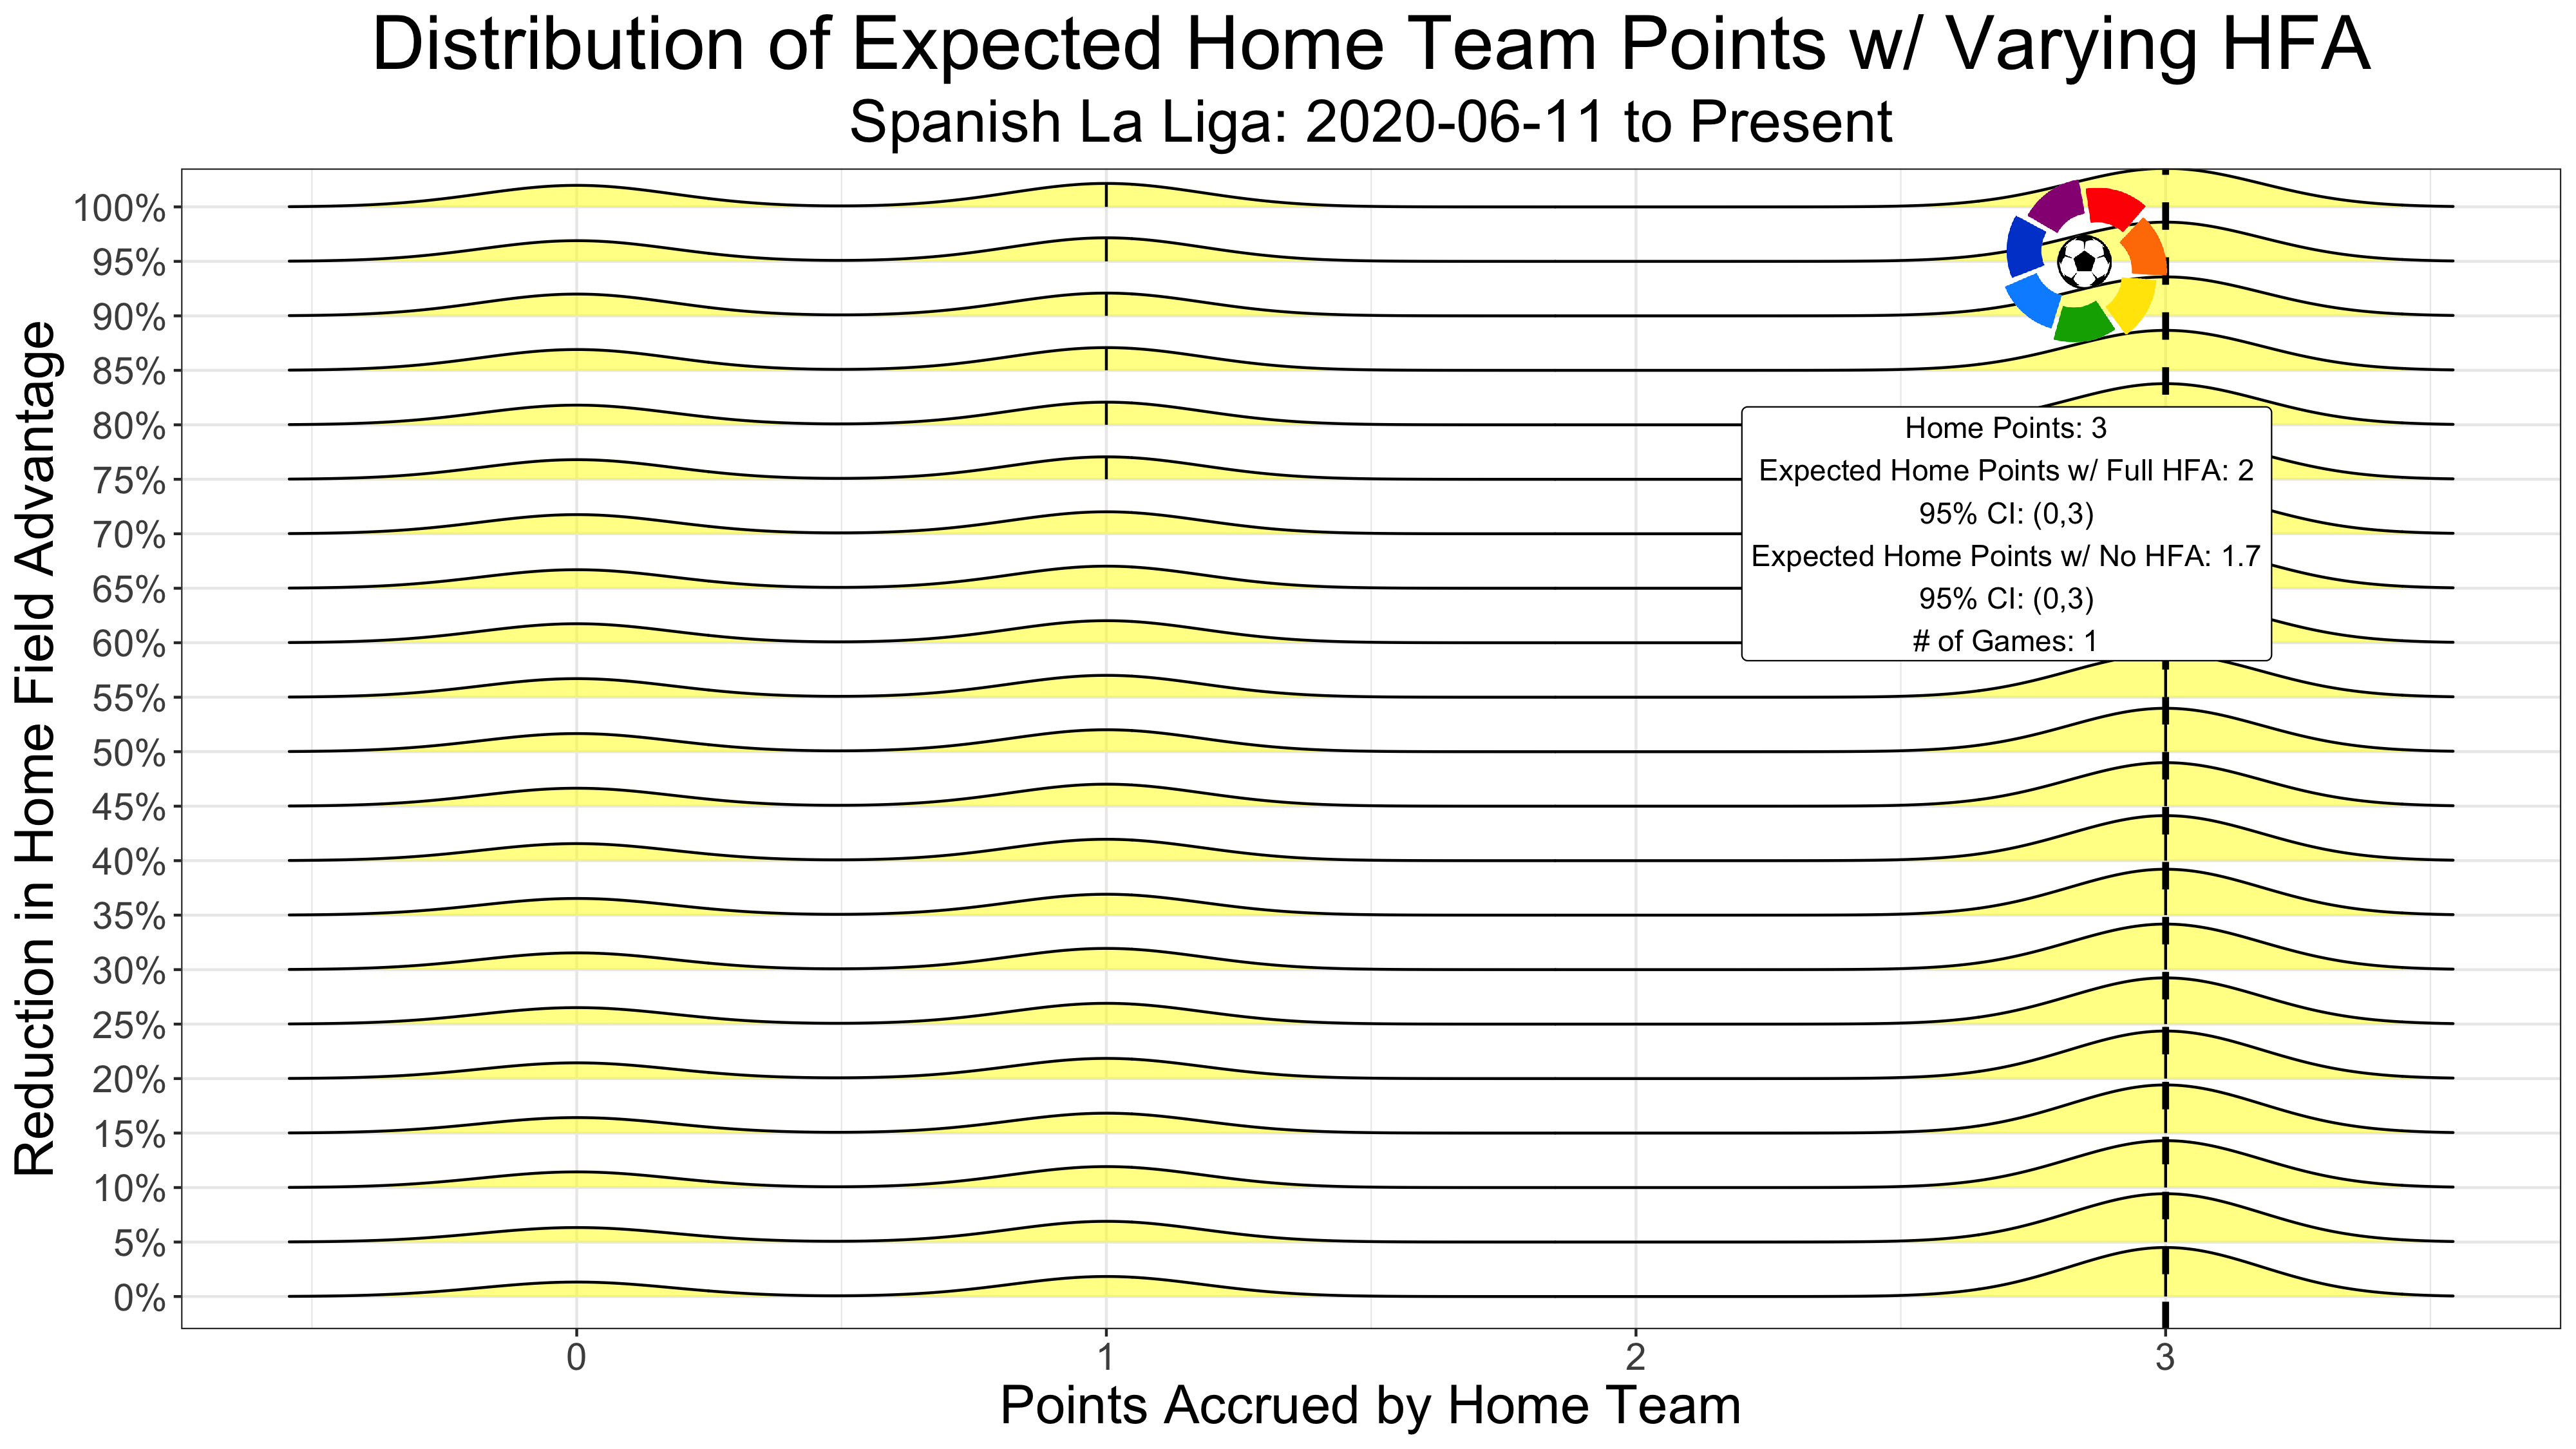 Distribution of Expected Home Team Points w/ Varying HFA
Spanish La Liga: 2020-06-11 to Present
Reduction in Home Field Advantage
100%
95%
90%
85%
80%
75%
70%
65%
60%
55%
50%
45%
40%
35%
30%
25%
20%
15%
10%
5%
0%
Home Points: 3
Expected Home Points w/ Full HFA: 2
95% CI: (0,3)
Expected Home Points w/ No HFA: 1.7
95% CI: (0,3)
# of Games: 1
0 1 2 3
Points Accrued by Home Team